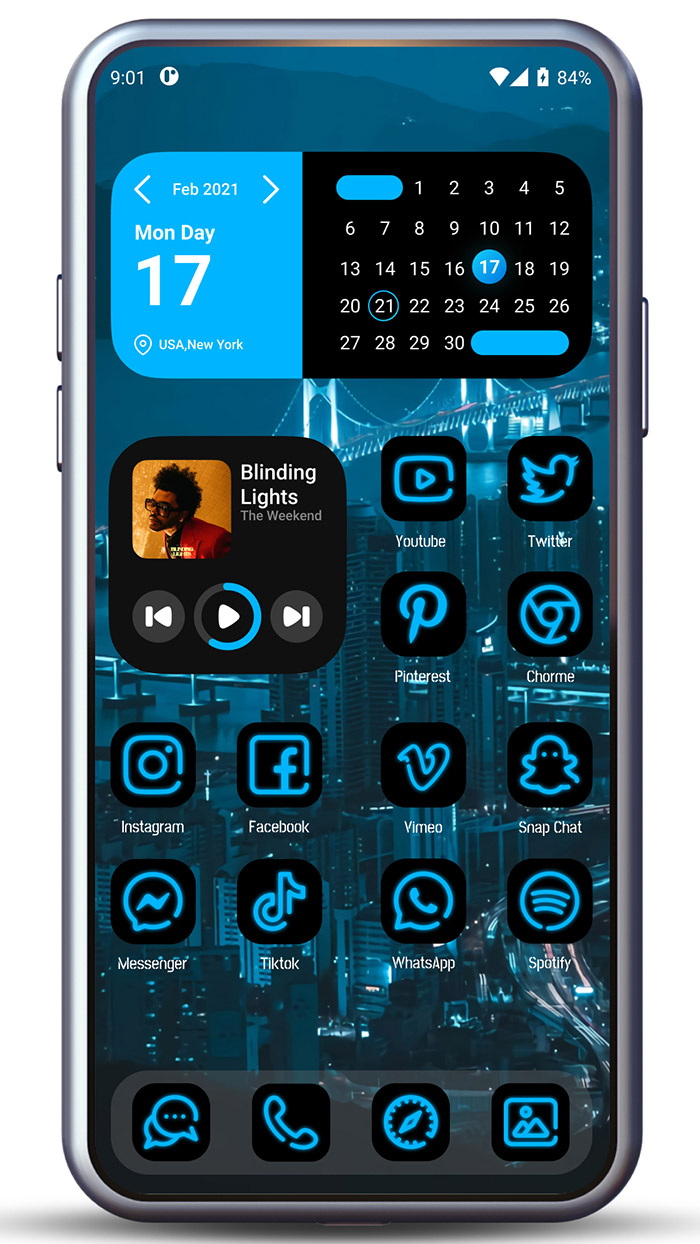 9:01
84%
Feb 2021
Mon Day
17
USA,New York
1 2 3 4 5
6 7 8 9 10 11 12
13 14 15 16 17 18 19
20 21 22 23 24 25 26
27 28 29 30
Blinding
Lights
The Weekend
BLINDING
LIGHTS
Youtube
Twitter
Pinterest
Chorme
Instagram
Facebook
Vimeo
Snap Chat
Messenger
Tiktok
WhatsApp
Spotify